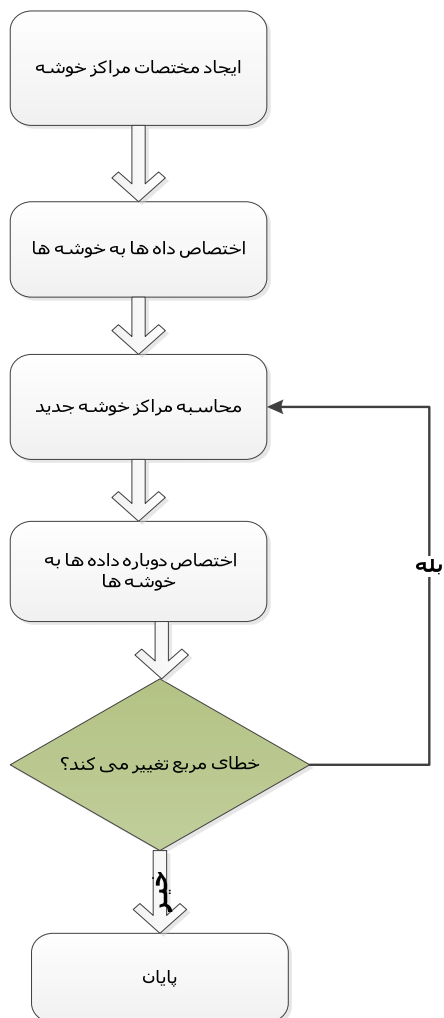 ایجاد مختصات مراکز خوشه
اختصاص داه ها به خوشه ها
محاسبه مراکز خوشه جدید
اختصاص دوباره داده ها به
خوشه ها
بله
خطای مربع تغییر می کند؟
خیر
پایان